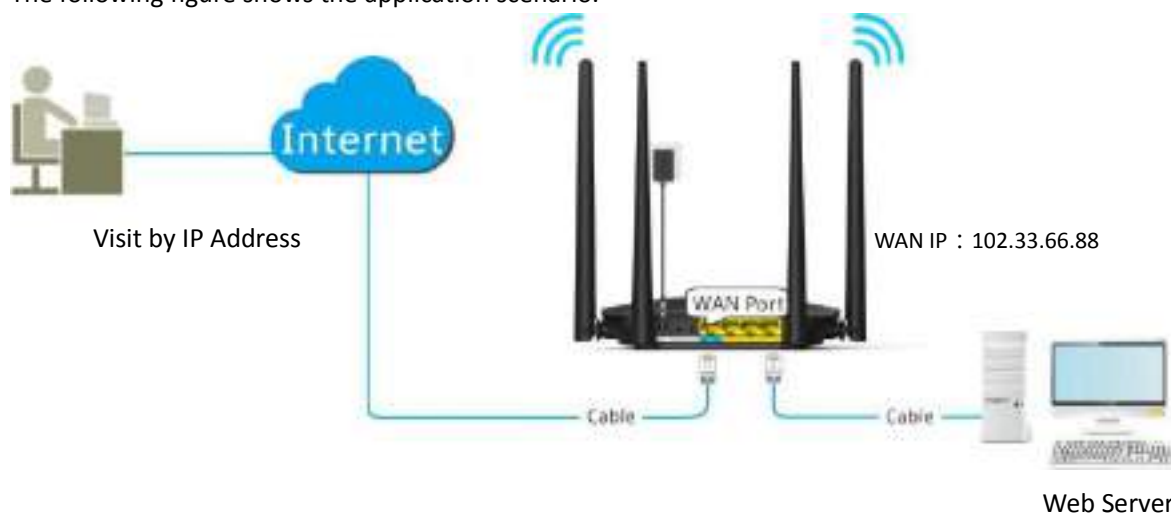 The following figure shows the application scenario:
Internet
Visit by IP Address
WAN IP：102.33.66.88
WAN Port
Cable
Cable
Web Server